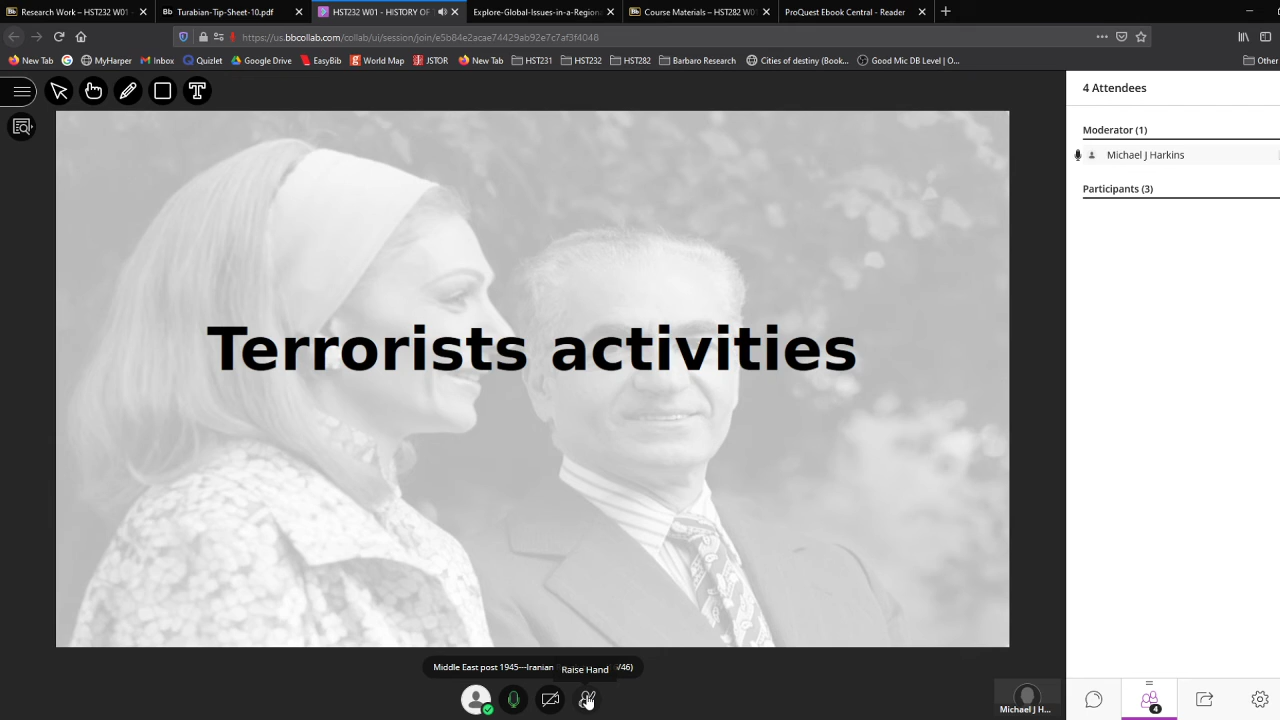 Research Work – HST232 W01
Turabian-Tip-Sheet-10.pdf
HST232 W01 - HISTORY OF
Explore-Global-Issues-in-a-Region
Course Materials – HST282 W0
ProQuest Ebook Central - Reader
https://us.bbcollab.com/collab/ui/session/join/e5b84e2acae74429ab92e7c7af3f4048
New Tab
MyHarper
Inbox
Quizlet
Google Drive
EasyBib
World Map
JSTOR
New Tab
HST231
HST232
HST282
Barbaro Research
Cities of destiny (Book...
Good Mic DB Level | O...
Other
4 Attendees
Moderator (1)
Michael J Harkins
Participants (3)
Terrorists activities
Middle East post 1945---Iranian
/46)
Raise Hand
Michael J H...
4